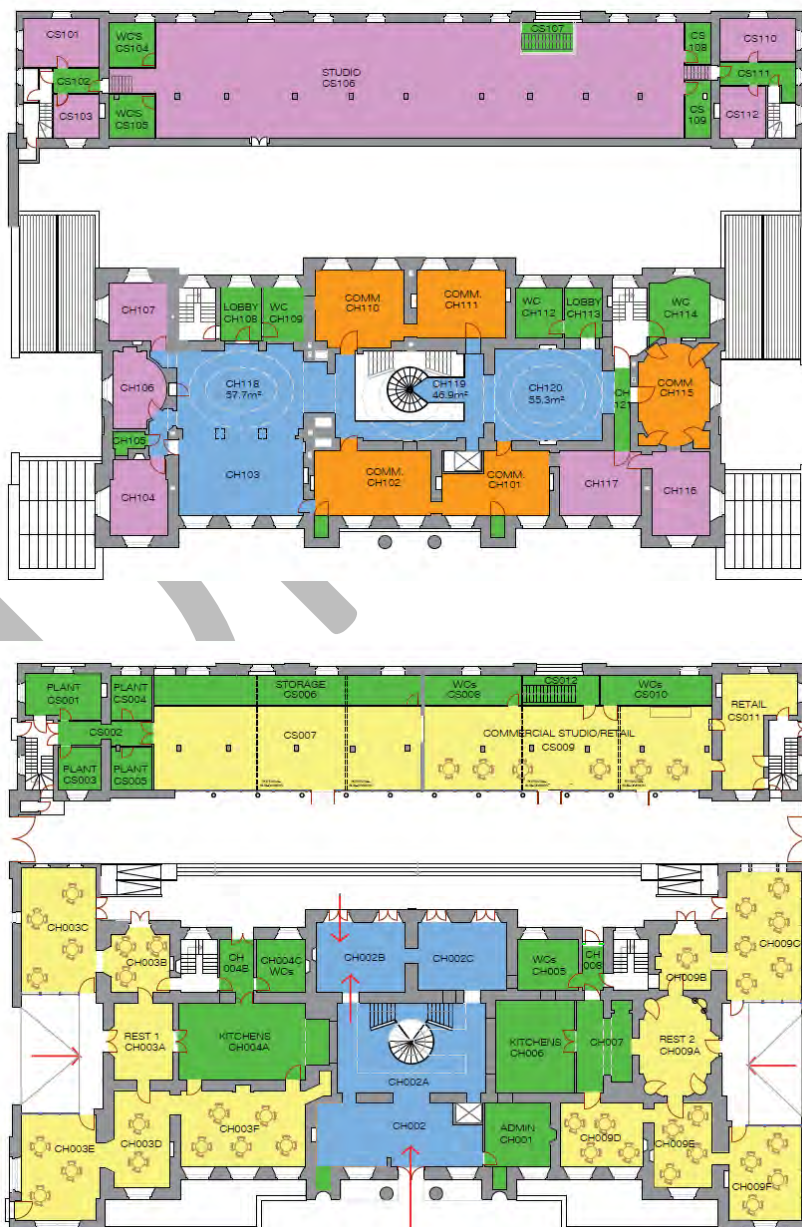 CS101
WC'S
CS104
CS107
CS
108
CS110
CS102
STUDIO
CS106
CS111
CS103
WC'S
CS105
CS
109
CS112
CH107
LOBBY
CH108
WC
CH109
COMM.
CH110
COMM.
CH111
WC
CH112
LOBBY
CH113
WC
CH114
CH106
CH118
57.7m²
CH119
46.9m²
CH120
55.3m²
CH
121
COMM.
CH115
CH105
CH104
CH103
COMM.
CH102
COMM.
CH101
CH117
CH116
PLANT
CS001
PLANT
CS004
STORAGE
CS006
WCs
CS008
CS012
WCs
CS010
RETAIL
CS011
CS002
CS007
COMMERCIAL STUDIO/RETAIL
CS009
PLANT
CS003
PLANT
CS005
CH003C
CH003B
CH
004B
CH004C
WCs
CH002B
CH002C
WCs
CH005
CH
008
CH009B
CH009C
REST 1
CH003A
KITCHENS
CH004A
CH002A
KITCHENS
CH006
CH007
REST 2
CH009A
CH003E
CH003D
CH003F
CH002
ADMIN
CH001
CH009D
CH009E
CH009F